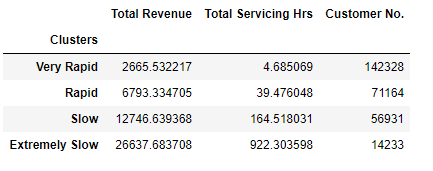 Total Revenue Total Servicing Hrs Customer No.
Clusters
Very Rapid 2665.532217 4.685069 142328
Rapid 6793.334705 39.476048 71164
Slow 12746.639368 164.518031 56931
Extremely Slow 26637.683708 922.303598 14233